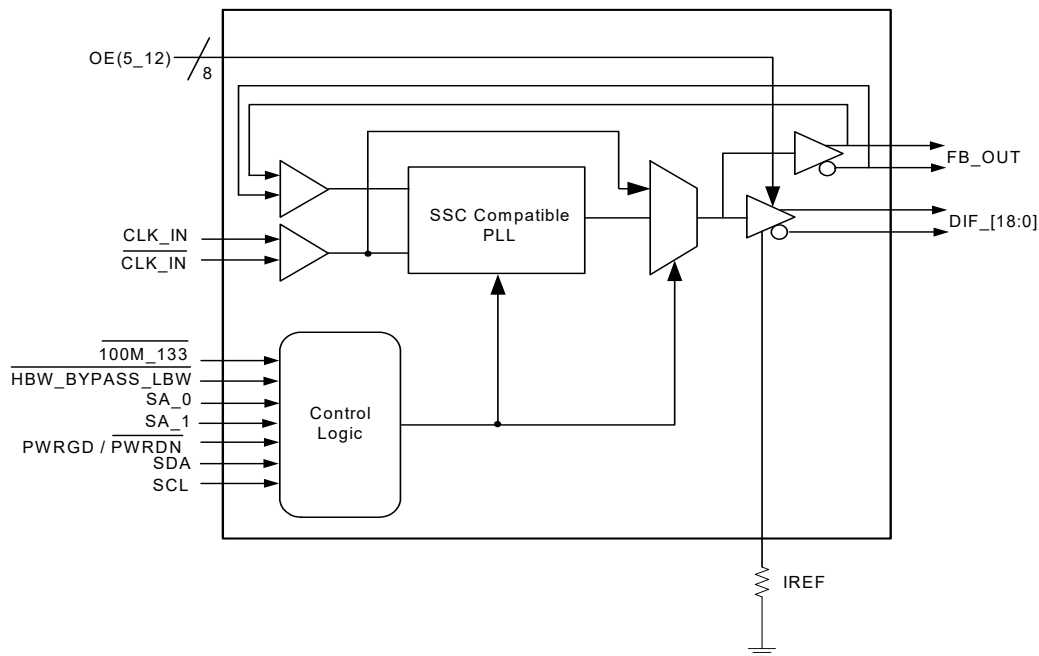 OE(5_12)
8
FB_OUT
SSC Compatible
PLL
DIF_[18:0]
CLK_IN
CLK_IN
100M_133
HBW_BYPASS_LBW
SA_0
SA_1
PWRGD / PWRDN
SDA
SCL
Control
Logic
IREF